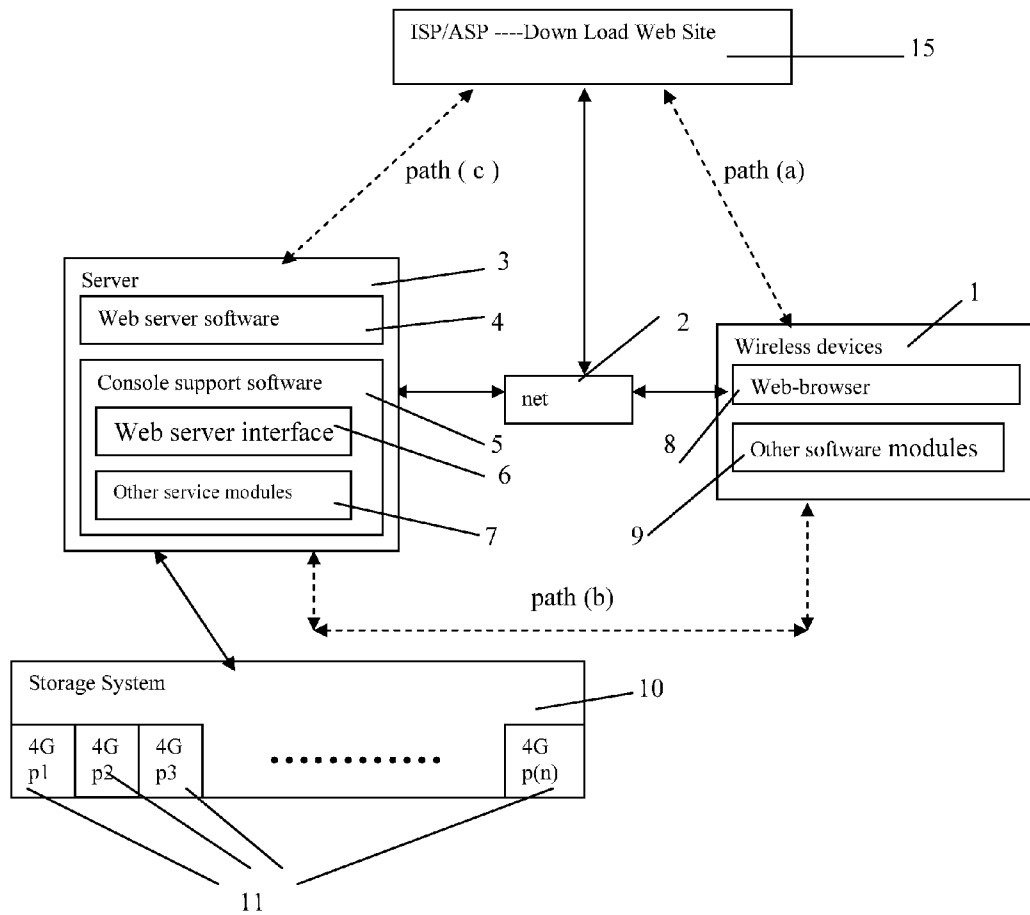 ISP/ASP ----Down Load Web Site
15
path ( c )
path (a)
Server
3
Web server software
4
Console support software
5
Web server interface
6
Other service modules
7
2
net
1
Wireless devices
Web-browser
8
Other software modules
9
path (b)
Storage System
10
4G
p1
4G
p2
4G
p3
4G
p(n)
11